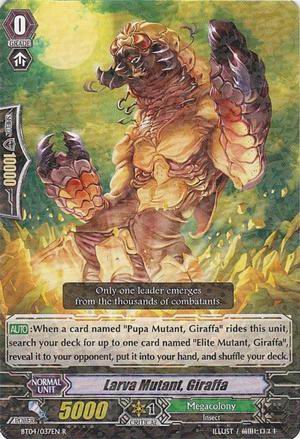 0
GRADE
10000
Only one leader emerges
from the thousands of combatants.
AUTO :When a card named "Pupa Mutant, Giraffa" rides this unit,
search your deck for up to one card named "Elite Mutant, Giraffa",
reveal it to your opponent, put it into your hand, and shuffle your deck.
NORMAL
UNIT
Larva Mutant, Giraffa
POWER
5000
1
CRITICAL
Megacolony
Insect
BT04/037EN R
ILLUST